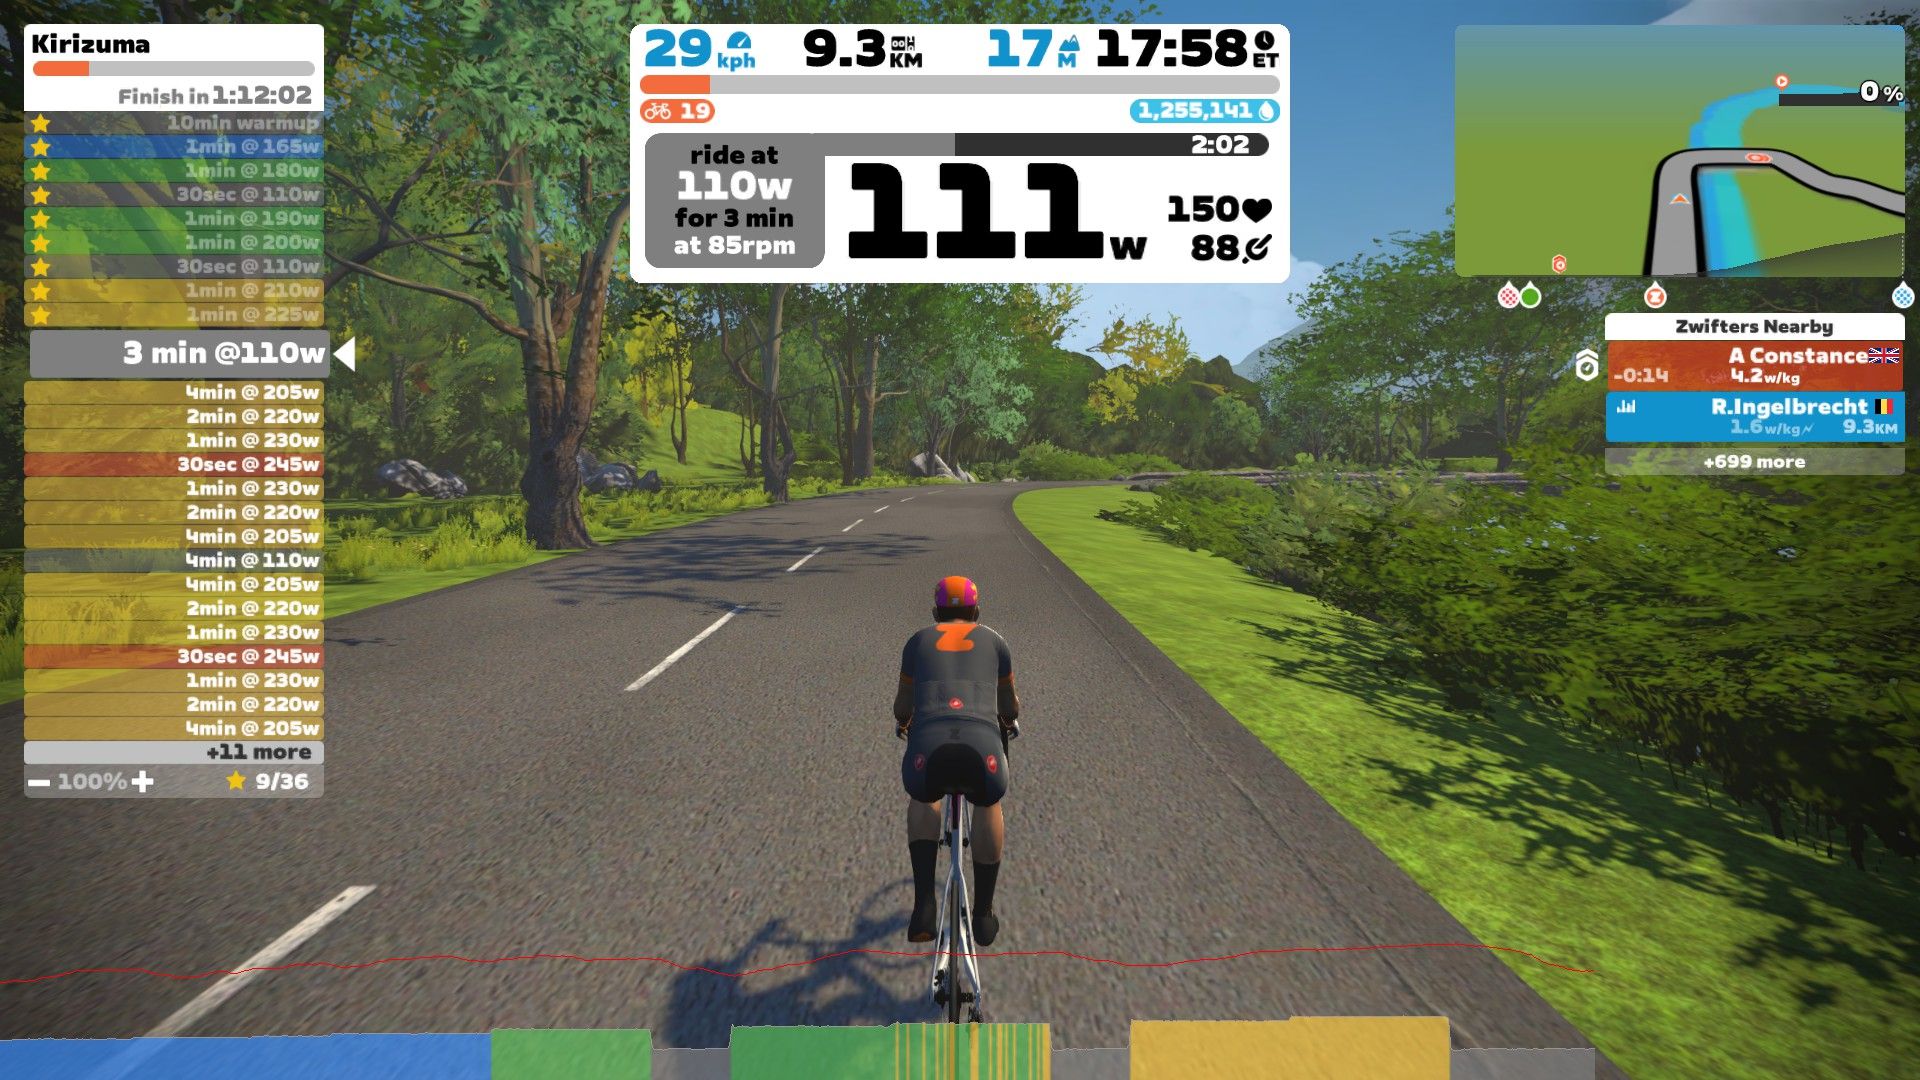 Kirizuma
Finish in 1:12:02
10min warmup
1min @ 165w
1min @ 180w
30sec @ 110w
1min @ 190w
1min @ 200w
30sec @ 110w
1min @ 210w
1min @ 225w
3 min @110w
4min @ 205w
2min @ 220w
1min @ 230w
30sec @ 245w
1min @ 230w
2min @ 220w
4min @ 205w
4min @ 110w
4min @ 205w
2min @ 220w
1min @ 230w
30sec @ 245w
1min @ 230w
2min @ 220w
4min @ 205w
+11 more
− 100% + 9/36
29 kph 9.3 KM 17 M 17:58 ET
19 1,255,141
2:02
ride at
110w
for 3 min
at 85rpm
111w
150
88
0 %
Zwifters Nearby
A Constance
-0:14 4.2w/kg
R.Ingelbrecht
1.6w/kg 9.3KM
+699 more
Z